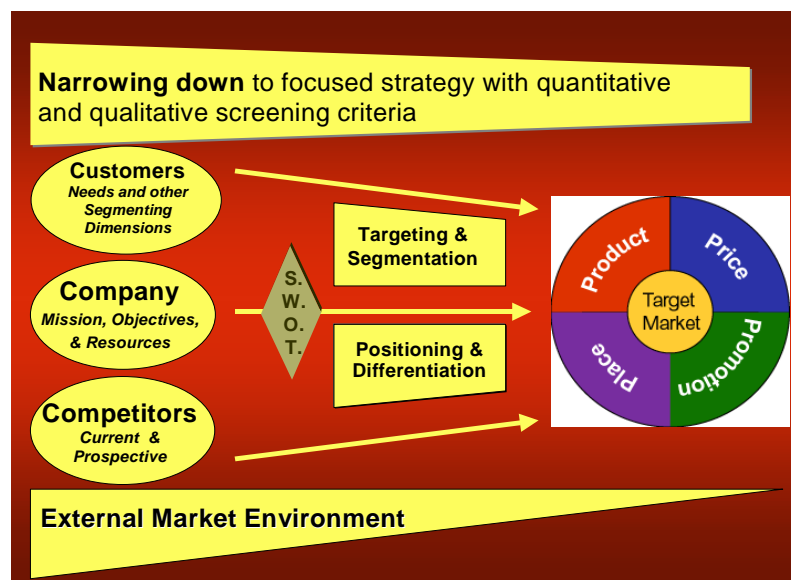 Narrowing down to focused strategy with quantitative
and qualitative screening criteria
Customers
Needs and other
Segmenting
Dimensions
Company
Mission, Objectives,
& Resources
Competitors
Current &
Prospective
S.
W.
O.
T.
Targeting &
Segmentation
Positioning &
Differentiation
Product
Price
Target
Market
Place
Promotion
External Market Environment